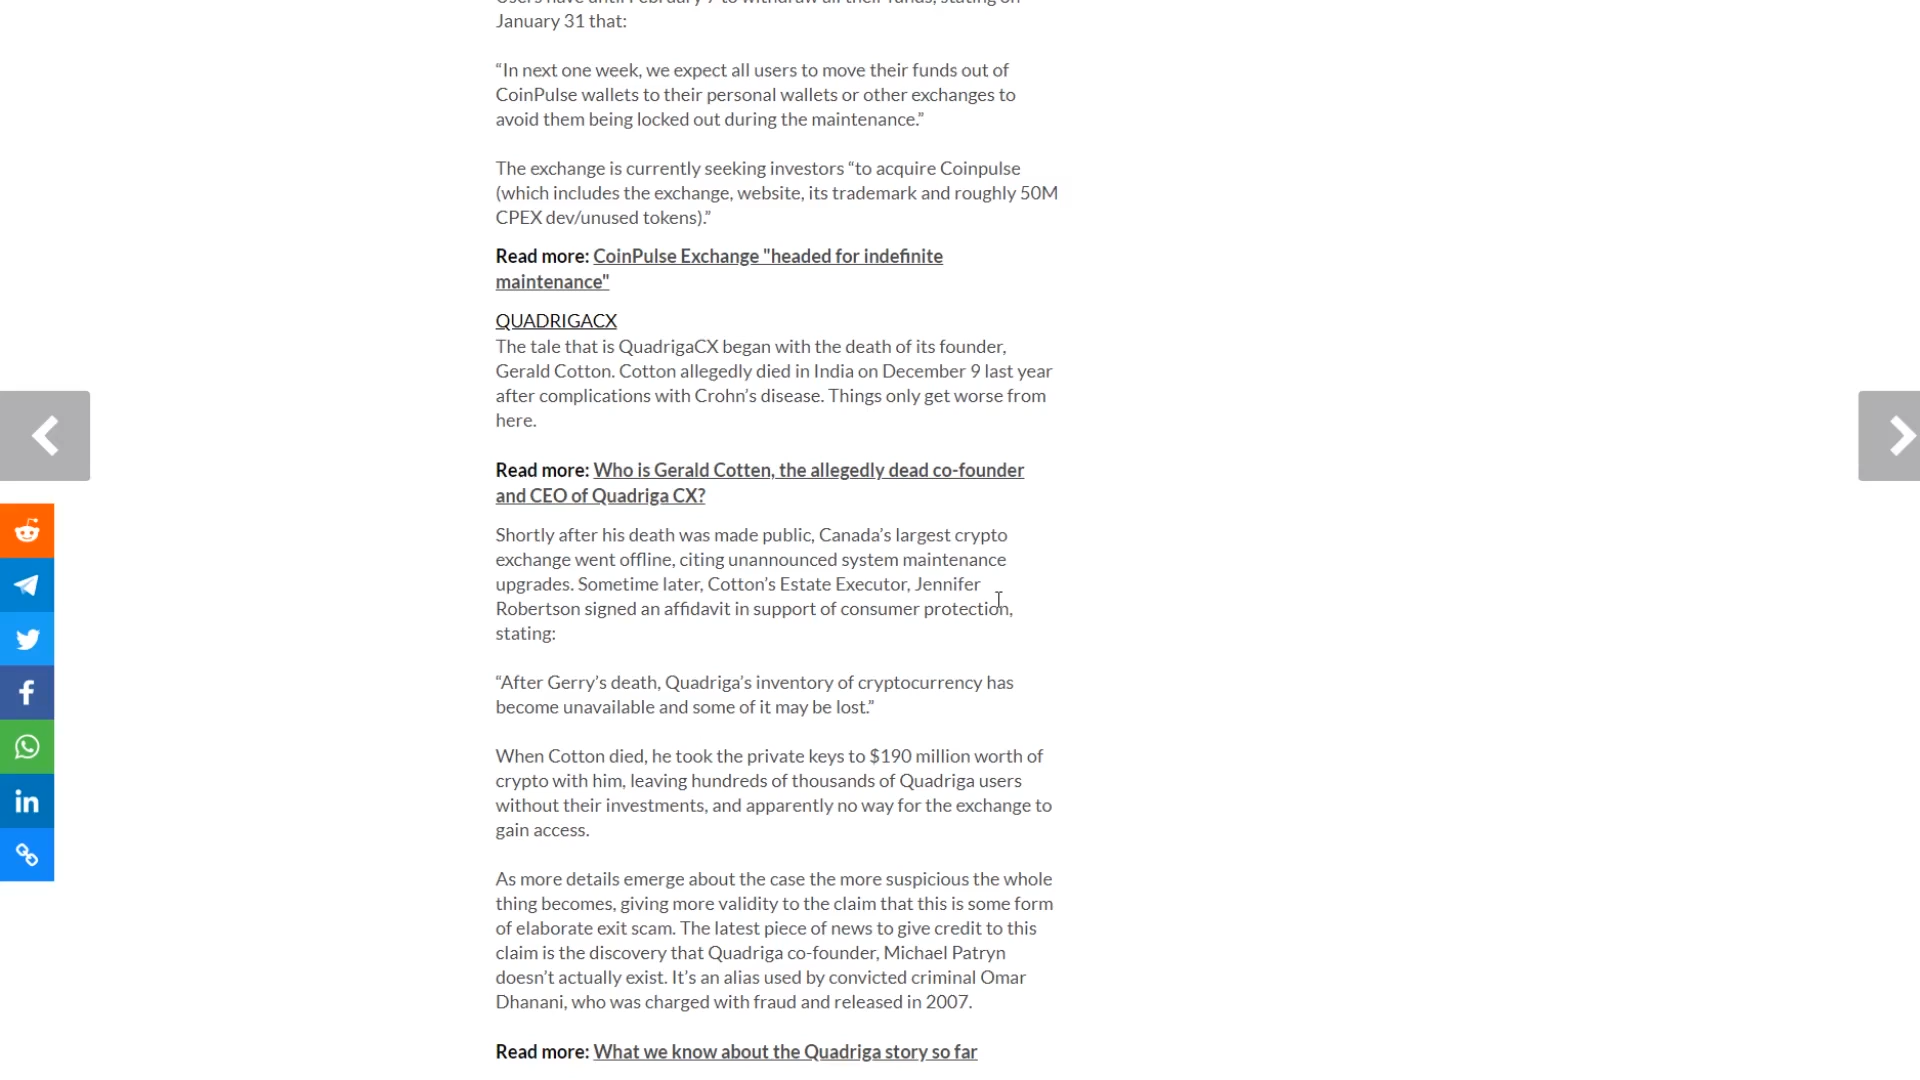 Users have until February 7 to withdraw all their funds, stating on
January 31 that:
“In next one week, we expect all users to move their funds out of
CoinPulse wallets to their personal wallets or other exchanges to
avoid them being locked out during the maintenance.”
The exchange is currently seeking investors “to acquire Coinpulse
(which includes the exchange, website, its trademark and roughly 50M
CPEX dev/unused tokens).”
Read more: CoinPulse Exchange "headed for indefinite
maintenance"
QUADRIGACX
The tale that is QuadrigaCX began with the death of its founder,
Gerald Cotton. Cotton allegedly died in India on December 9 last year
after complications with Crohn’s disease. Things only get worse from
here.
Read more: Who is Gerald Cotten, the allegedly dead co-founder
and CEO of Quadriga CX?
Shortly after his death was made public, Canada’s largest crypto
exchange went offline, citing unannounced system maintenance
upgrades. Sometime later, Cotton’s Estate Executor, Jennifer
Robertson signed an affidavit in support of consumer protection,
stating:
“After Gerry’s death, Quadriga’s inventory of cryptocurrency has
become unavailable and some of it may be lost.”
When Cotton died, he took the private keys to $190 million worth of
crypto with him, leaving hundreds of thousands of Quadriga users
without their investments, and apparently no way for the exchange to
gain access.
As more details emerge about the case the more suspicious the whole
thing becomes, giving more validity to the claim that this is some form
of elaborate exit scam. The latest piece of news to give credit to this
claim is the discovery that Quadriga co-founder, Michael Patryn
doesn’t actually exist. It’s an alias used by convicted criminal Omar
Dhanani, who was charged with fraud and released in 2007.
Read more: What we know about the Quadriga story so far